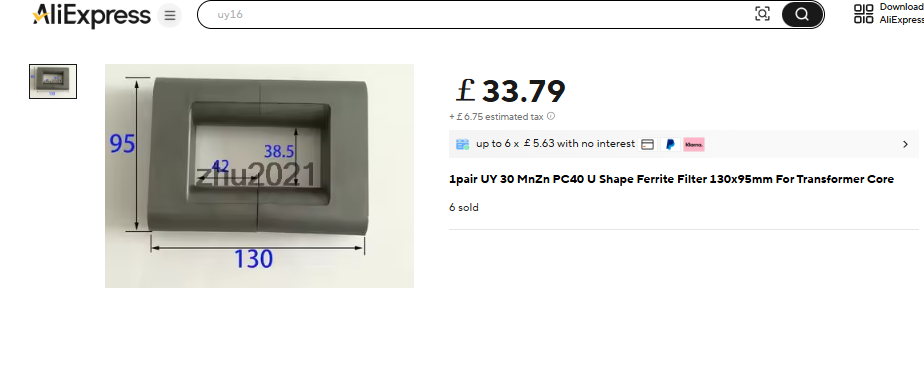 AliExpress
uy16
Download
AliExpress
£33.79
+ £6.75 estimated tax
up to 6 x £5.63 with no interest
Klarna.
1pair UY 30 MnZn PC40 U Shape Ferrite Filter 130x95mm For Transformer Core
6 sold
95
38.5
42
zhu2021
130